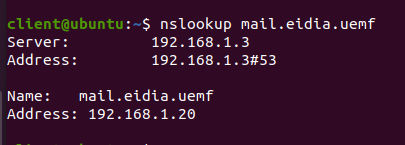 client@ubuntu:~$ nslookup mail.eidia.uemf
Server:         192.168.1.3
Address:        192.168.1.3#53

Name:   mail.eidia.uemf
Address: 192.168.1.20